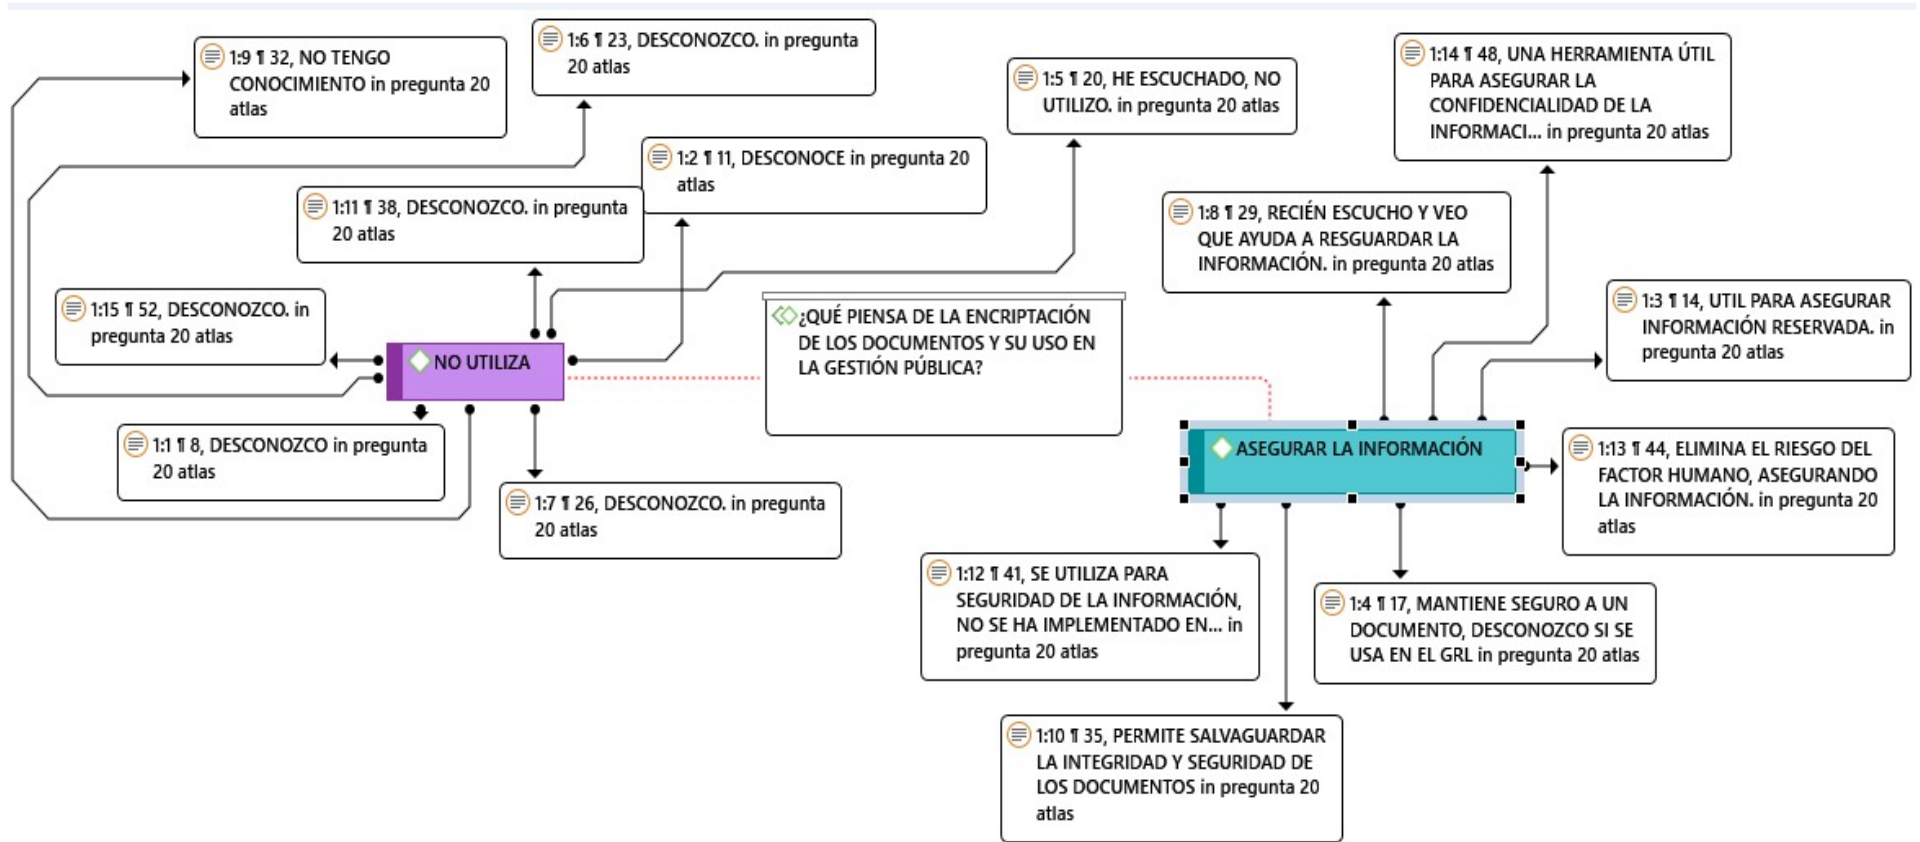 1:9 ¶ 32, NO TENGO
CONOCIMIENTO in pregunta 20
atlas
1:6 ¶ 23, DESCONOZCO. in pregunta
20 atlas
1:5 ¶ 20, HE ESCUCHADO, NO
UTILIZO. in pregunta 20 atlas
1:14 ¶ 48, UNA HERRAMIENTA ÚTIL
PARA ASEGURAR LA
CONFIDENCIALIDAD DE LA
INFORMACI... in pregunta 20 atlas
1:2 ¶ 11, DESCONOCE in pregunta 20
atlas
1:11 ¶ 38, DESCONOZCO. in pregunta
20 atlas
1:8 ¶ 29, RECIÉN ESCUCHO Y VEO
QUE AYUDA A RESGUARDAR LA
INFORMACIÓN. in pregunta 20 atlas
1:15 ¶ 52, DESCONOZCO. in
pregunta 20 atlas
¿QUÉ PIENSA DE LA ENCRIPTACIÓN
DE LOS DOCUMENTOS Y SU USO EN
LA GESTIÓN PÚBLICA?
1:3 ¶ 14, UTIL PARA ASEGURAR
INFORMACIÓN RESERVADA. in
pregunta 20 atlas
NO UTILIZA
1:1 ¶ 8, DESCONOZCO in pregunta
20 atlas
ASEGURAR LA INFORMACIÓN
1:13 ¶ 44, ELIMINA EL RIESGO DEL
FACTOR HUMANO, ASEGURANDO
LA INFORMACIÓN. in pregunta 20
atlas
1:7 ¶ 26, DESCONOZCO. in pregunta
20 atlas
1:12 ¶ 41, SE UTILIZA PARA
SEGURIDAD DE LA INFORMACIÓN,
NO SE HA IMPLEMENTADO EN... in
pregunta 20 atlas
1:4 ¶ 17, MANTIENE SEGURO A UN
DOCUMENTO, DESCONOZCO SI SE
USA EN EL GRL in pregunta 20 atlas
1:10 ¶ 35, PERMITE SALVAGUARDAR
LA INTEGRIDAD Y SEGURIDAD DE
LOS DOCUMENTOS in pregunta 20
atlas